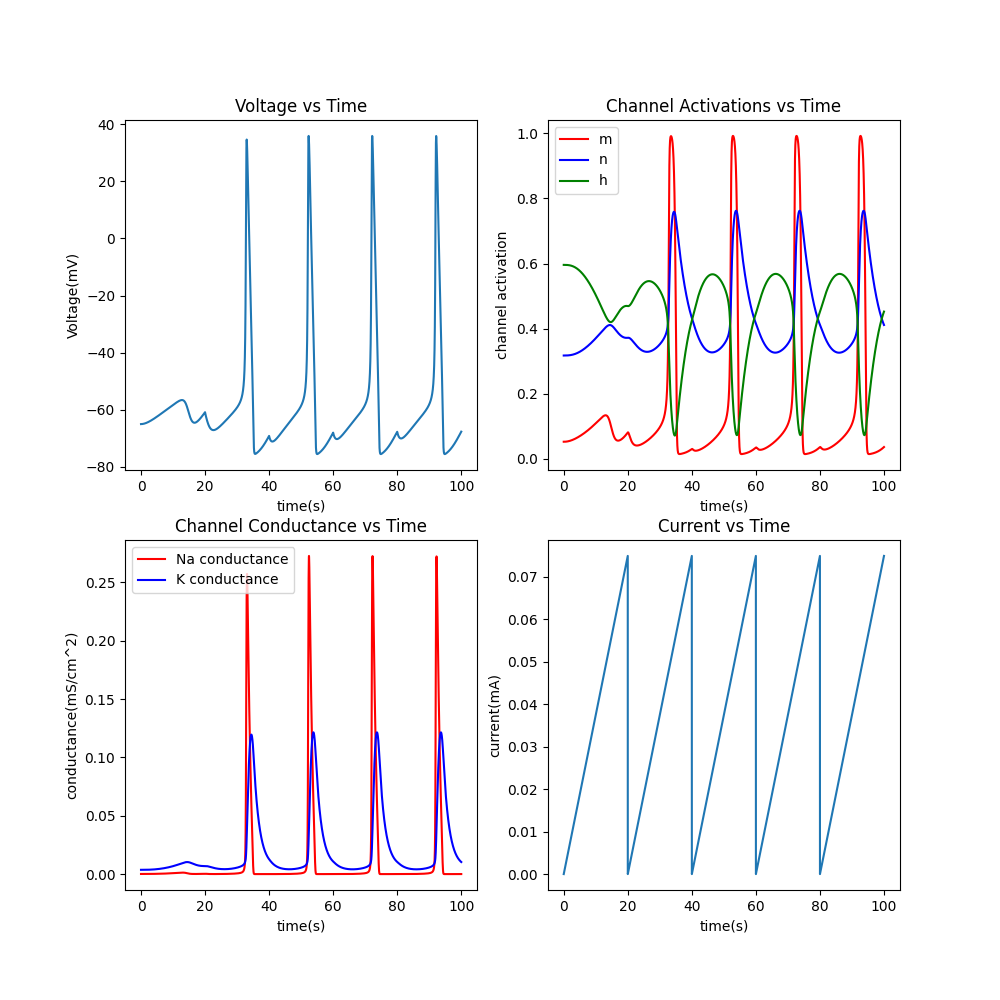 Voltage vs Time
Channel Activations vs Time
40
20
0
−20
−40
−60
−80
Voltage(mV)
0 20 40 60 80 100
time(s)
m
n
h
1.0
0.8
0.6
0.4
0.2
0.0
channel activation
0 20 40 60 80 100
time(s)
Channel Conductance vs Time
Current vs Time
Na conductance
K conductance
0.25
0.20
0.15
0.10
0.05
0.00
conductance(mS/cm^2)
0 20 40 60 80 100
time(s)
0.07
0.06
0.05
0.04
0.03
0.02
0.01
0.00
current(mA)
0 20 40 60 80 100
time(s)